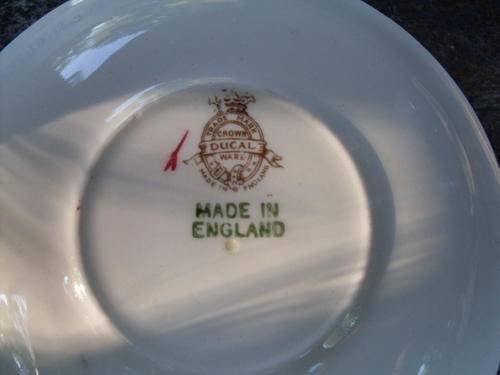 TRADE MARK
CROWN
DUCAL
WARE
MADE IN ENGLAND
MADE IN
ENGLAND